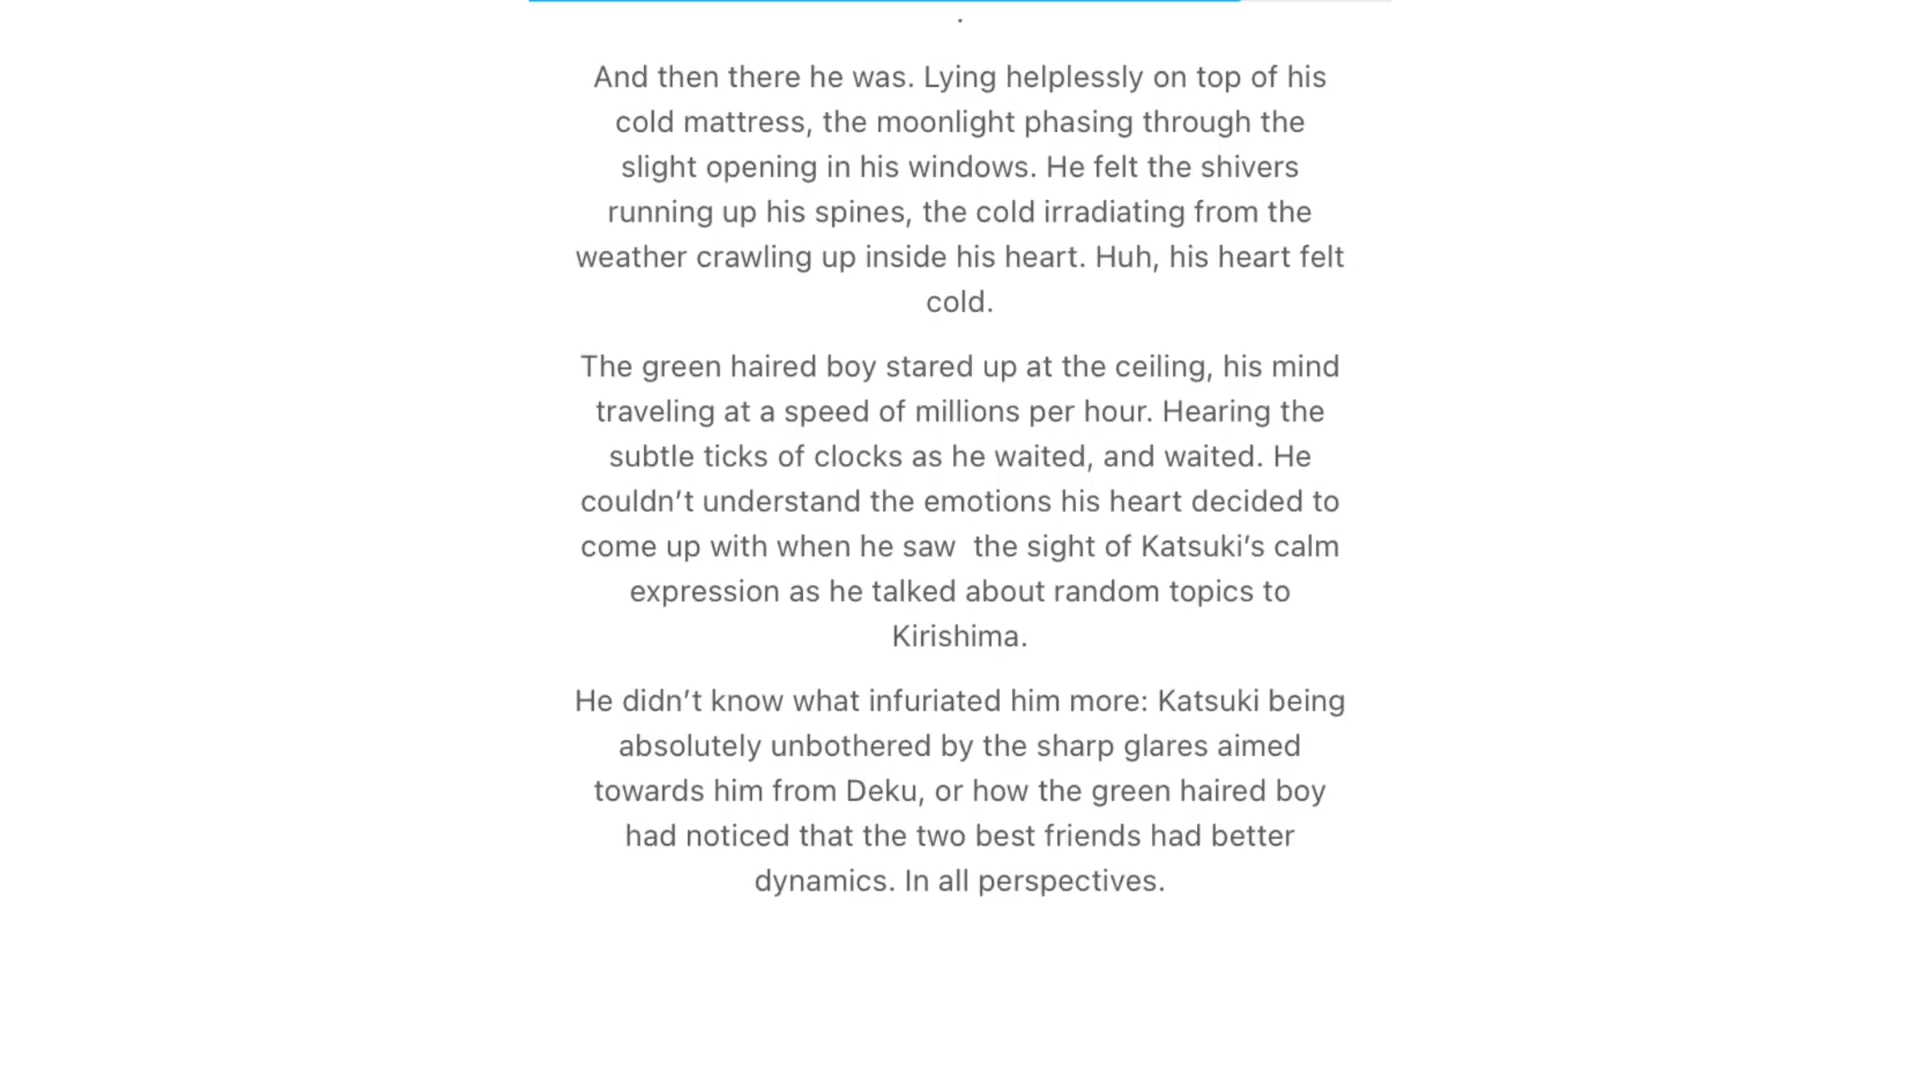 .
And then there he was. Lying helplessly on top of his
cold mattress, the moonlight phasing through the
slight opening in his windows. He felt the shivers
running up his spines, the cold irradiating from the
weather crawling up inside his heart. Huh, his heart felt
cold.
The green haired boy stared up at the ceiling, his mind
traveling at a speed of millions per hour. Hearing the
subtle ticks of clocks as he waited, and waited. He
couldn’t understand the emotions his heart decided to
come up with when he saw  the sight of Katsuki’s calm
expression as he talked about random topics to
Kirishima.
He didn’t know what infuriated him more: Katsuki being
absolutely unbothered by the sharp glares aimed
towards him from Deku, or how the green haired boy
had noticed that the two best friends had better
dynamics. In all perspectives.